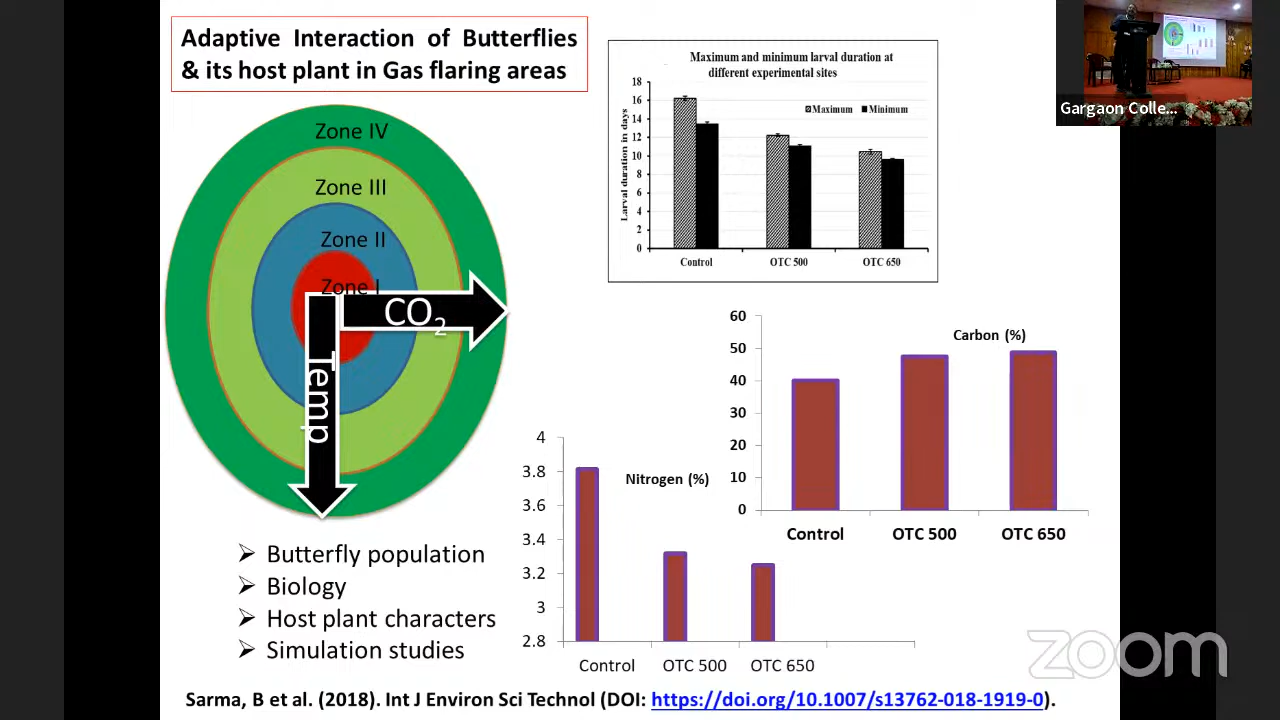 Adaptive Interaction of Butterflies
& its host plant in Gas flaring areas
Zone IV
Zone III
Zone II
Zone I
CO₂
Temp
➢ Butterfly population
➢ Biology
➢ Host plant characters
➢ Simulation studies
Maximum and minimum larval duration at
different experimental sites
Larval duration in days
18
16
14
12
10
8
6
4
2
0
Maximum Minimum
Control OTC 500 OTC 650
Carbon (%)
60
50
40
30
20
10
0
Control OTC 500 OTC 650
Nitrogen (%)
4
3.8
3.6
3.4
3.2
3
2.8
Control OTC 500 OTC 650
Sarma, B et al. (2018). Int J Environ Sci Technol (DOI: https://doi.org/10.1007/s13762-018-1919-0).
Gargaon Colle...
zoom